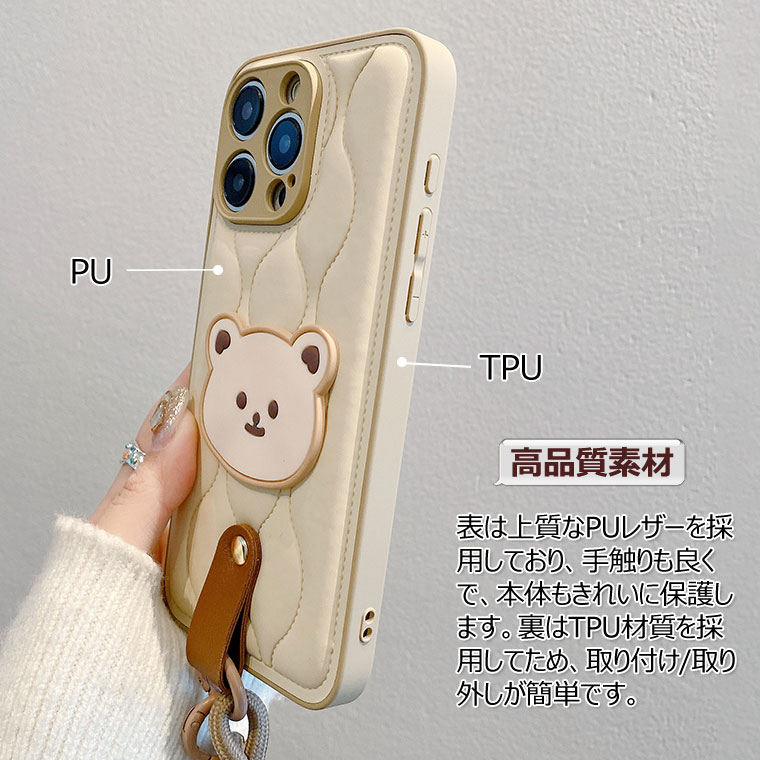 PU
TPU
高品質素材
表は上質なPUレザーを採
用しており、手触りも良く
て、本体もきれいに保護し
ます。裏はTPU材質を採
用してため、取り付け/取り
外しが簡単です。